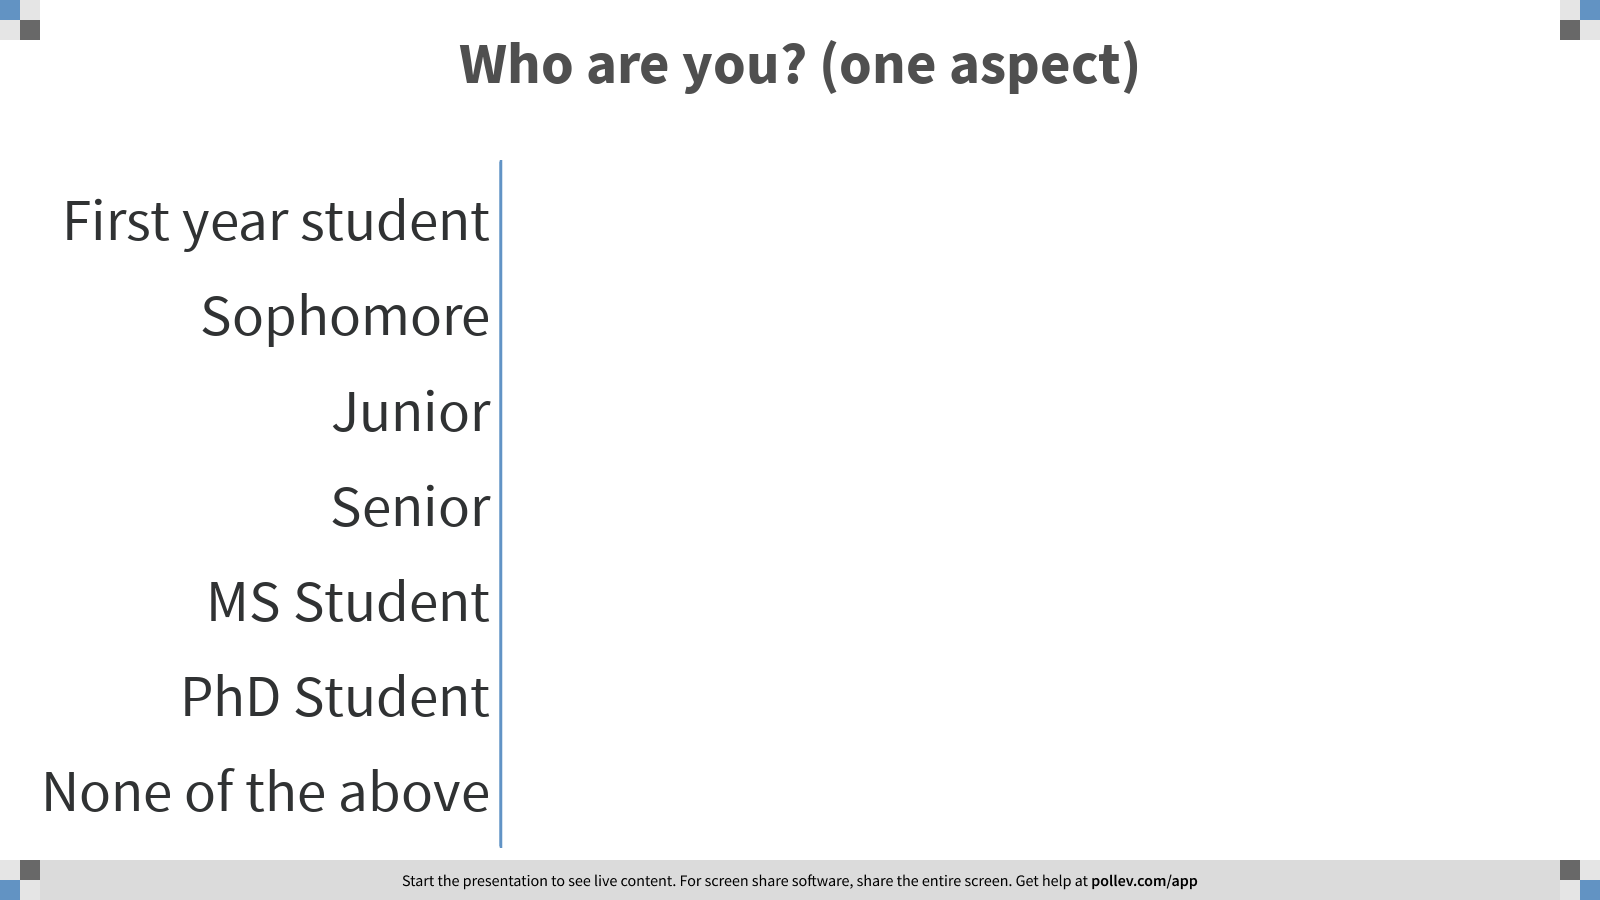 Who are you? (one aspect)
First year student
Sophomore
Junior
Senior
MS Student
PhD Student
None of the above
Start the presentation to see live content. For screen share software, share the entire screen. Get help at pollev.com/app